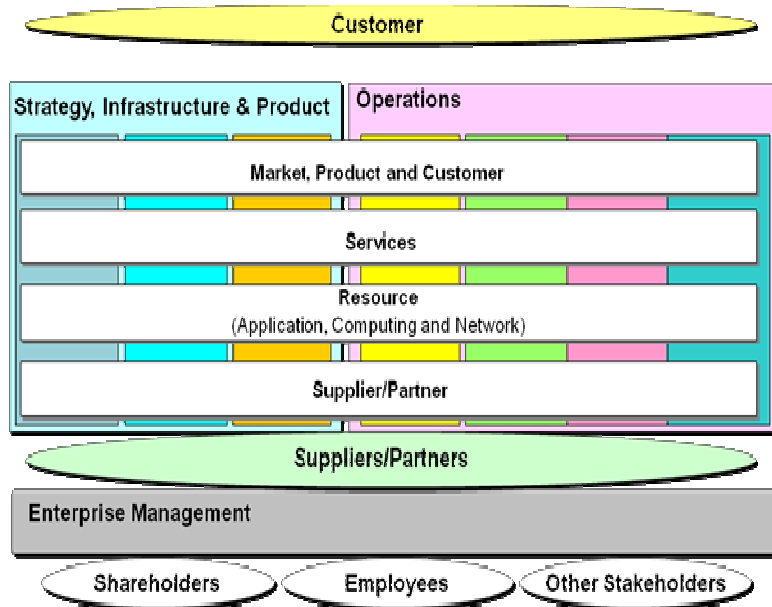 Customer
Strategy, Infrastructure & Product
Operations
Market, Product and Customer
Services
Resource
(Application, Computing and Network)
Supplier/Partner
Suppliers/Partners
Enterprise Management
Shareholders
Employees
Other Stakeholders